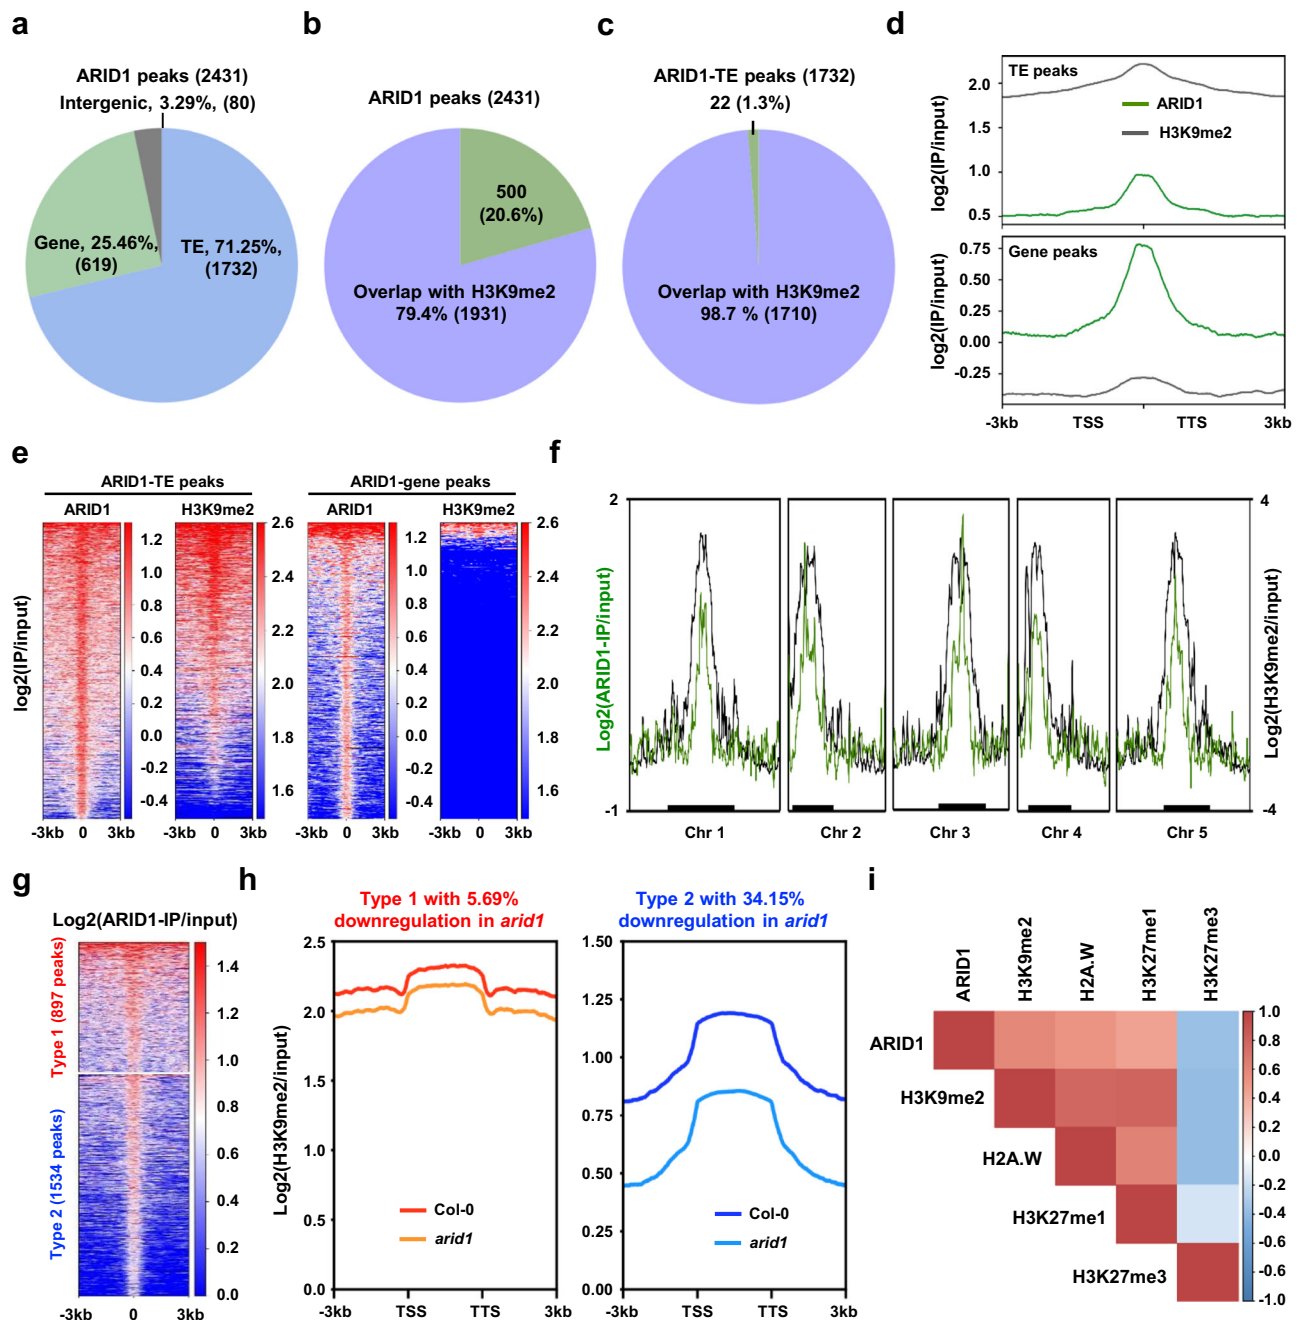 a
ARID1 peaks (2431)
Intergenic, 3.29%, (80)
Gene, 25.46%,
(619)
TE, 71.25%,
(1732)
b
ARID1 peaks (2431)
500
(20.6%)
Overlap with H3K9me2
79.4% (1931)
c
ARID1-TE peaks (1732)
22 (1.3%)
Overlap with H3K9me2
98.7 % (1710)
d
TE peaks
ARID1
H3K9me2
log2(IP/input)
2.0
1.5
1.0
0.5
Gene peaks
log2(IP/input)
0.75
0.50
0.25
0.00
-0.25
-3kb TSS TTS 3kb
e
ARID1-TE peaks
ARID1 H3K9me2
log2(IP/input)
1.2
1.0
0.8
0.6
0.4
0.2
0.0
-0.2
-0.4
2.6
2.4
2.2
2.0
1.8
1.6
-3kb 0 3kb -3kb 0 3kb
ARID1-gene peaks
ARID1 H3K9me2
1.2
1.0
0.8
0.6
0.4
0.2
0.0
-0.2
-0.4
2.6
2.4
2.2
2.0
1.8
1.6
-3kb 0 3kb -3kb 0 3kb
f
Log2(ARID1-IP/input)
2
-1
Log2(H3K9me2/input)
4
-4
Chr 1 Chr 2 Chr 3 Chr 4 Chr 5
g
Log2(ARID1-IP/input)
Type 1 (897 peaks)
Type 2 (1534 peaks)
1.4
1.2
1.0
0.8
0.6
0.4
0.2
0.0
-3kb 0 3kb
h
Type 1 with 5.69%
downregulation in arid1
Log2(H3K9me2/input)
2.5
2.0
1.5
1.0
0.5
0.0
Col-0
arid1
-3kb TSS TTS 3kb
Type 2 with 34.15%
downregulation in arid1
1.50
1.25
1.00
0.75
0.50
0.25
0.00
Col-0
arid1
-3kb TSS TTS 3kb
i
ARID1
H3K9me2
H2A.W
H3K27me1
H3K27me3
ARID1
H3K9me2
H2A.W
H3K27me1
H3K27me3
1.0
0.8
0.6
0.4
0.2
0.0
-0.2
-0.4
-1.0
-0.6
-1.0